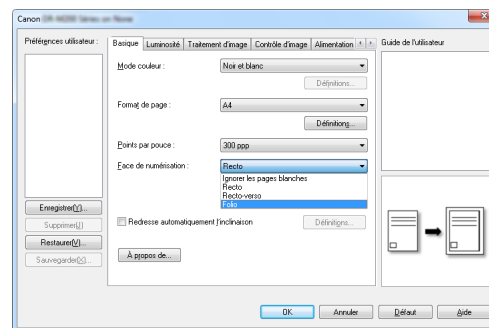 Canon
Préférences utilisateur :
Basique Luminosité Traitement d'image Contrôle d'image Alimentation
Guide de l'utilisateur
Mode couleur : Noir et blanc
Définitions...
Format de page : A4
Définitions...
Points par pouce : 300 ppp
Face de numérisation : Recto
Ignorer les pages blanches
Recto
Recto-verso
Folio
Enregistrer(Y)...
Supprimer(J)
Restaurer(V)...
Sauvegarder(X)...
Redresse automatiquement l'inclinaison
Définitions...
À propos de...
OK Annuler Défaut Aide